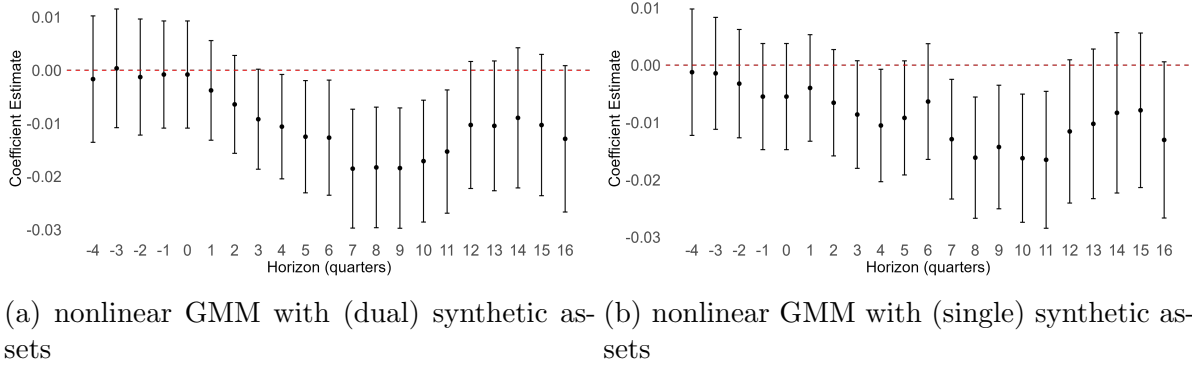 0.01
0.00
-0.01
-0.02
-0.03
Coefficient Estimate
-4 -3 -2 -1 0 1 2 3 4 5 6 7 8 9 10 11 12 13 14 15 16
Horizon (quarters)
(a) nonlinear GMM with (dual) synthetic as-
sets
0.01
0.00
-0.01
-0.02
-0.03
Coefficient Estimate
-4 -3 -2 -1 0 1 2 3 4 5 6 7 8 9 10 11 12 13 14 15 16
Horizon (quarters)
(b) nonlinear GMM with (single) synthetic as-
sets